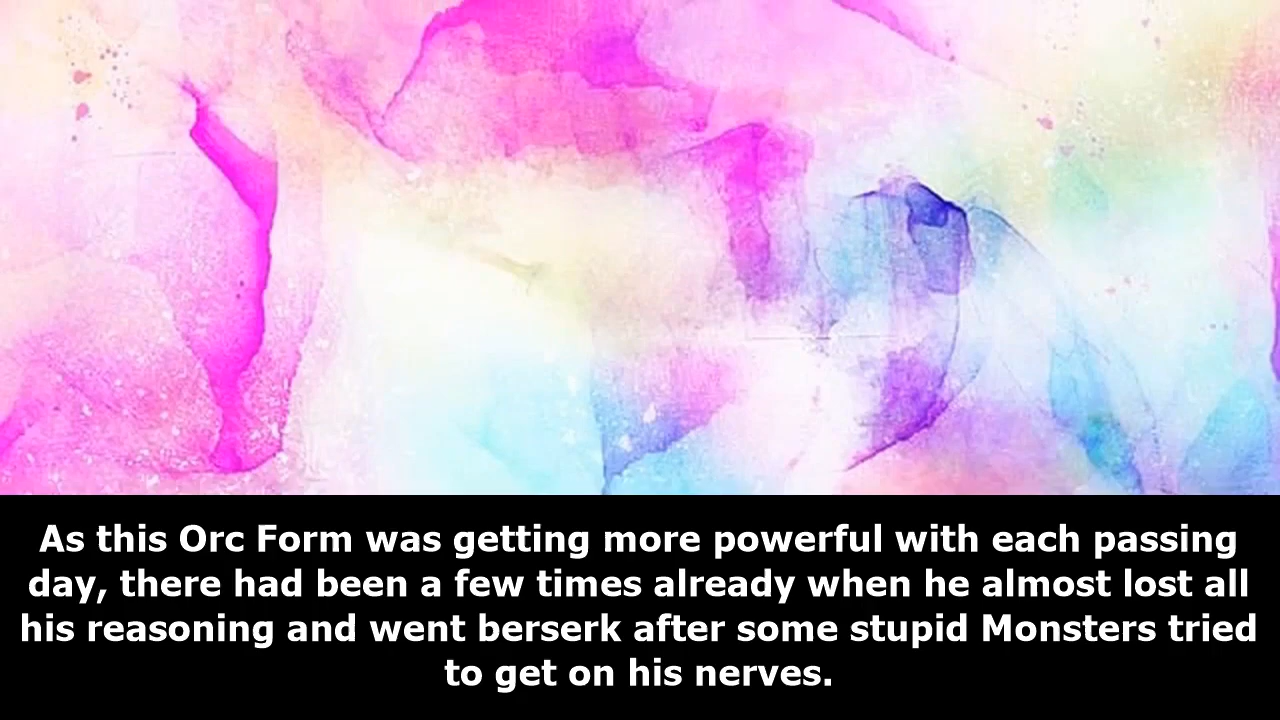 As this Orc Form was getting more powerful with each passing
day, there had been a few times already when he almost lost all
his reasoning and went berserk after some stupid Monsters tried
to get on his nerves.